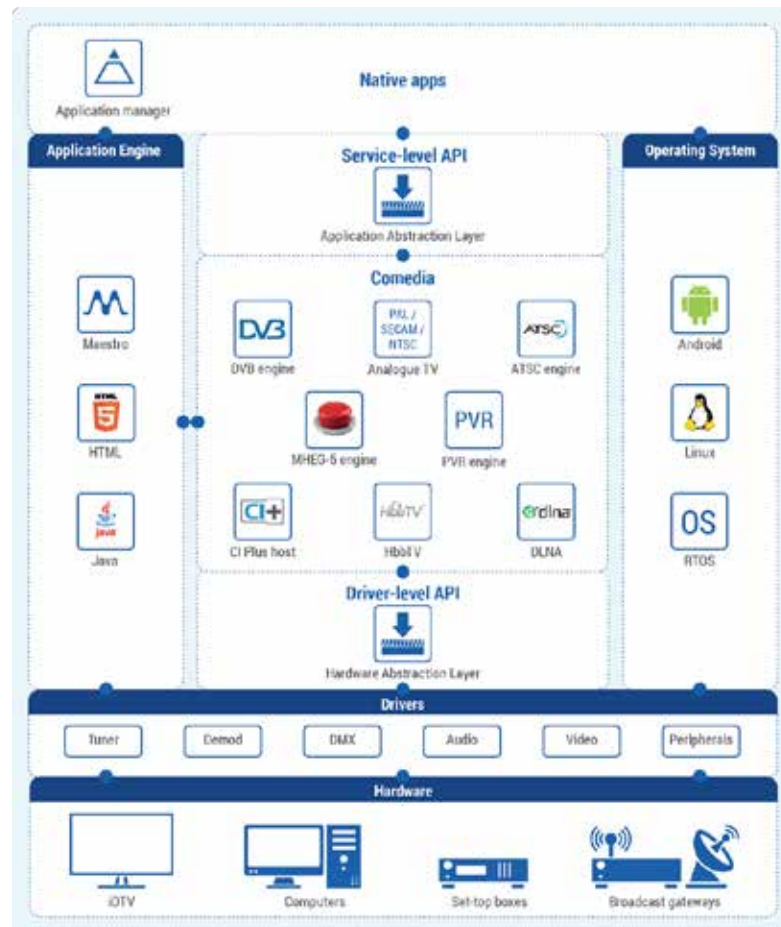 Native apps
Application manager
Application Engine
Service-level API
Operating System
Application Abstraction Layer
Comedia
DVB
PAL /
SECAM /
NTSC
ATSC
Maestro
DVB engine
Analogue TV
ATSC engine
Android
HTML
5
PVR
HTML
MHEG-5 engine
PVR engine
Linux
CI+
HbbTV
dlna
OS
Java
Java
CI Plus host
HbbTV
DLNA
RTOS
Driver-level API
Hardware Abstraction Layer
Drivers
Tuner
Demod
DMX
Audio
Video
Peripherals
Hardware
iDTV
Computers
Set-top boxes
Broadcast gateways